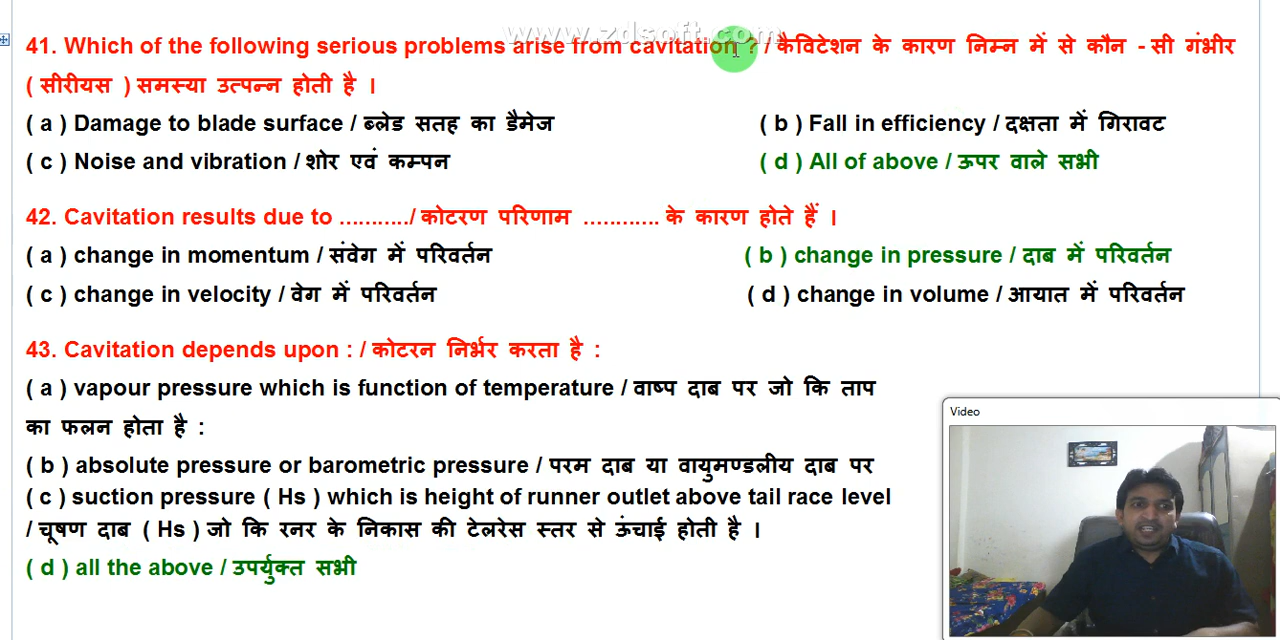 www.zdsoft.com
41. Which of the following serious problems arise from cavitation ? / कैविटेशन के कारण निम्न में से कौन - सी गंभीर
( सीरीयस ) समस्या उत्पन्न होती है ।
( a ) Damage to blade surface / ब्लेड सतह का डैमेज ( b ) Fall in efficiency / दक्षता में गिरावट
( c ) Noise and vibration / शोर एवं कम्पन ( d ) All of above / ऊपर वाले सभी
42. Cavitation results due to .........../ कोटरण परिणाम ............ के कारण होते हैं ।
( a ) change in momentum / संवेग में परिवर्तन ( b ) change in pressure / दाब में परिवर्तन
( c ) change in velocity / वेग में परिवर्तन ( d ) change in volume / आयात में परिवर्तन
43. Cavitation depends upon : / कोटरन निर्भर करता है :
( a ) vapour pressure which is function of temperature / वाष्प दाब पर जो कि ताप
का फलन होता है :
( b ) absolute pressure or barometric pressure / परम दाब या वायुमण्डलीय दाब पर
( c ) suction pressure ( Hs ) which is height of runner outlet above tail race level
/ चूषण दाब ( Hs ) जो कि रनर के निकास की टेलरेस स्तर से ऊंचाई होती है ।
( d ) all the above / उपर्युक्त सभी
Video